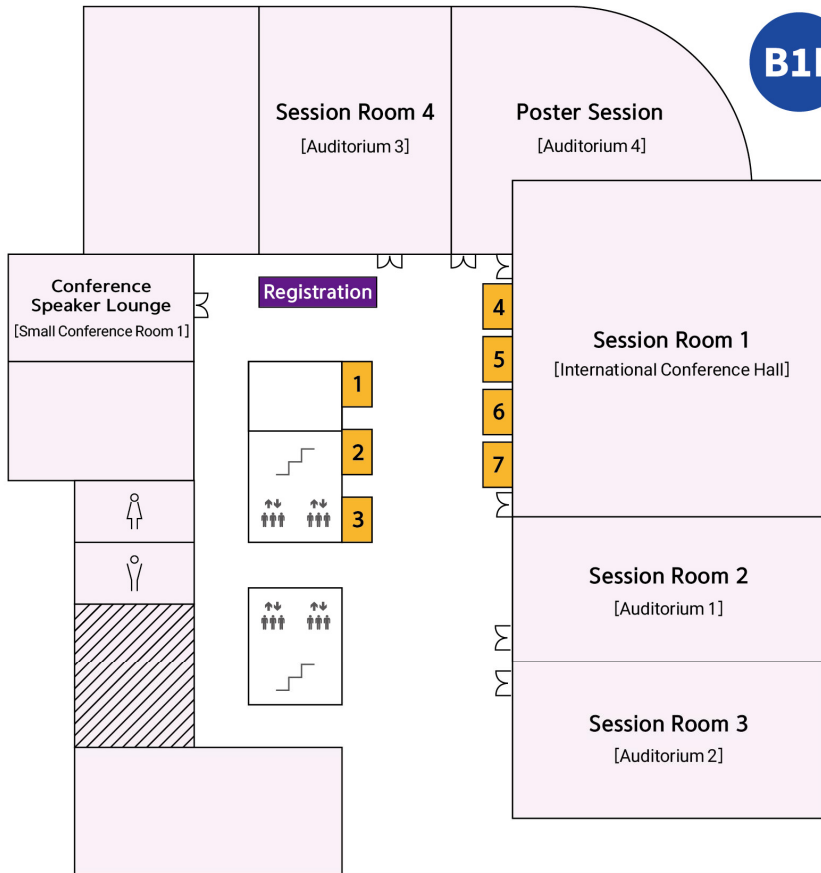 B1
Session Room 4
[Auditorium 3]
Poster Session
[Auditorium 4]
Conference
Speaker Lounge
[Small Conference Room 1]
Registration
1
2
3
4
5
6
7
Session Room 1
[International Conference Hall]
Session Room 2
[Auditorium 1]
Session Room 3
[Auditorium 2]